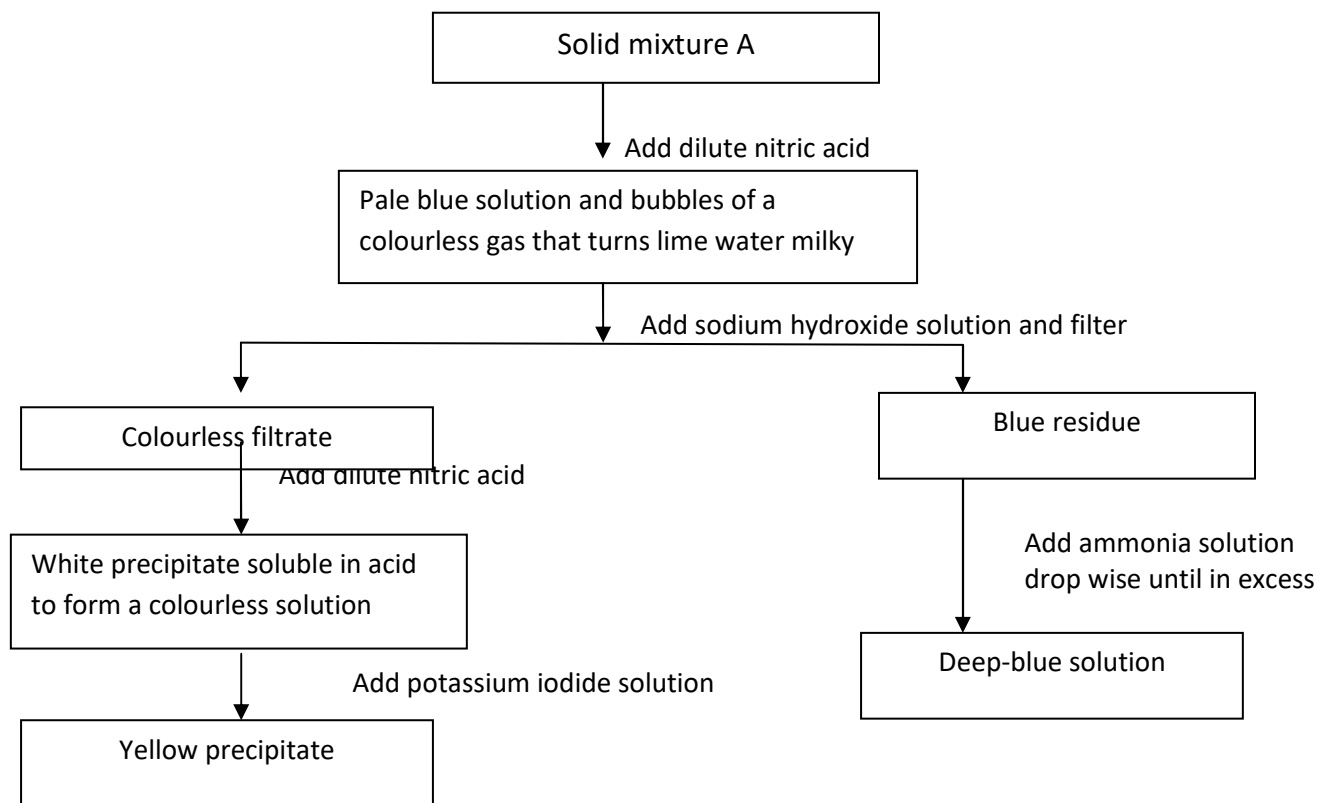 Solid mixture A
Add dilute nitric acid
Pale blue solution and bubbles of a
colourless gas that turns lime water milky
Add sodium hydroxide solution and filter
Colourless filtrate
Blue residue
Add dilute nitric acid
White precipitate soluble in acid
to form a colourless solution
Add ammonia solution
drop wise until in excess
Add potassium iodide solution
Deep-blue solution
Yellow precipitate